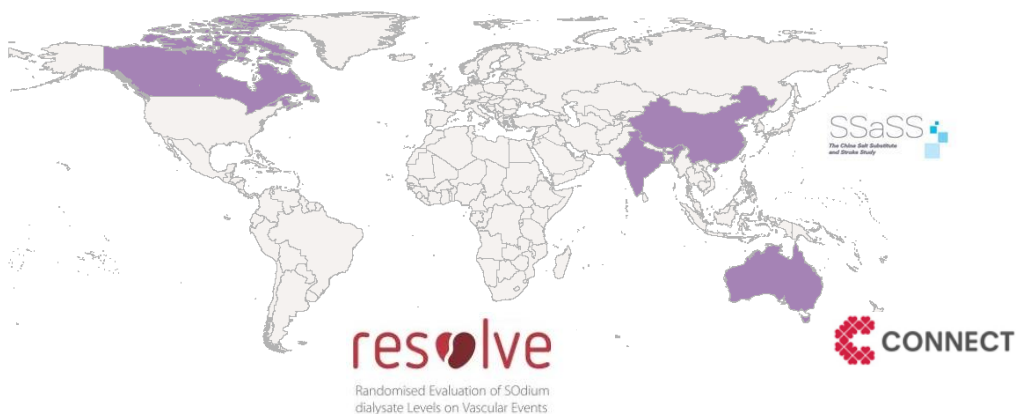 SSaSS
The China Salt Substitute
and Stroke Study
resolve
Randomised Evaluation of SOdium
dialysate Levels on Vascular Events
CONNECT